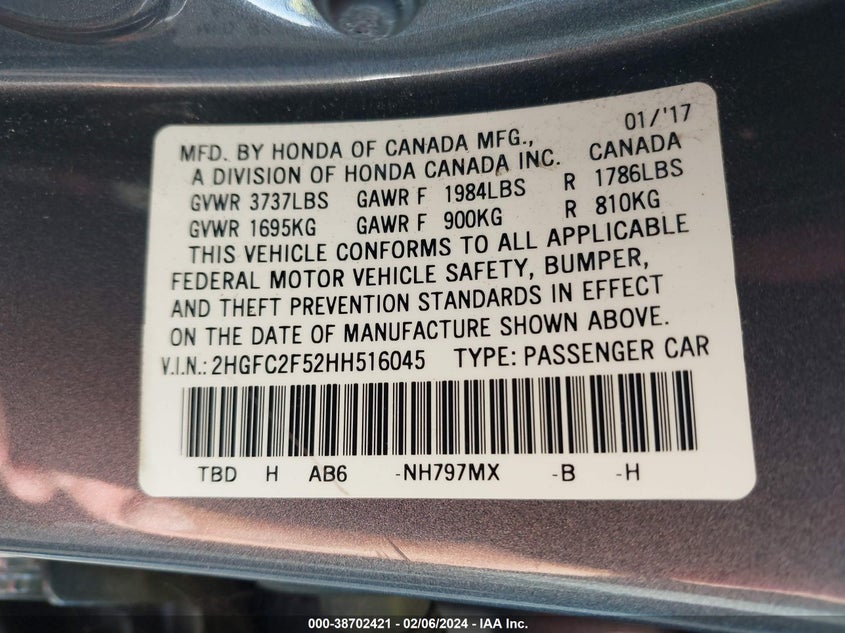 01/'17
MFD. BY HONDA OF CANADA MFG., CANADA
A DIVISION OF HONDA CANADA INC.
GVWR 3737LBS GAWR F 1984LBS R 1786LBS
GVWR 1695KG GAWR F 900KG R 810KG
THIS VEHICLE CONFORMS TO ALL APPLICABLE
FEDERAL MOTOR VEHICLE SAFETY, BUMPER,
AND THEFT PREVENTION STANDARDS IN EFFECT
ON THE DATE OF MANUFACTURE SHOWN ABOVE.
V.I.N.: 2HGFC2F52HH516045 TYPE: PASSENGER CAR
TBD H AB6 -NH797MX -B -H
000-38702421 - 02/06/2024 - IAA Inc.